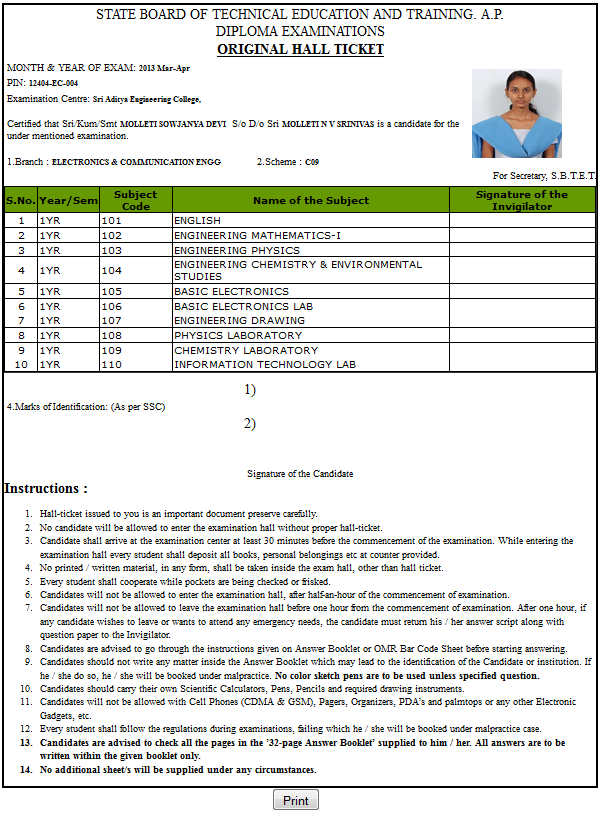 STATE BOARD OF TECHNICAL EDUCATION AND TRAINING. A.P.
DIPLOMA EXAMINATIONS
ORIGINAL HALL TICKET
MONTH & YEAR OF EXAM: 2013 Mar-Apr
PIN: 12404-EC-004
Examination Centre: Sri Aditya Engineering College,
Certified that Sri/Kum/Smt MOLLETI SOWJANYA DEVI S/o D/o Sri MOLLETI N V SRINIVAS is a candidate for the
under mentioned examination.
1.Branch : ELECTRONICS & COMMUNICATION ENGG 2.Scheme : C09
For Secretary, S.B.T.E.T.
S.No. Year/Sem Subject Code Name of the Subject Signature of the Invigilator
1 1YR 101 ENGLISH
2 1YR 102 ENGINEERING MATHEMATICS-I
3 1YR 103 ENGINEERING PHYSICS
4 1YR 104 ENGINEERING CHEMISTRY & ENVIRONMENTAL
STUDIES
5 1YR 105 BASIC ELECTRONICS
6 1YR 106 BASIC ELECTRONICS LAB
7 1YR 107 ENGINEERING DRAWING
8 1YR 108 PHYSICS LABORATORY
9 1YR 109 CHEMISTRY LABORATORY
10 1YR 110 INFORMATION TECHNOLOGY LAB
1)
4.Marks of Identification: (As per SSC)
2)
Signature of the Candidate
Instructions :
1. Hall-ticket issued to you is an important document preserve carefully.
2. No candidate will be allowed to enter the examination hall without proper hall-ticket.
3. Candidate shall arrive at the examination center at least 30 minutes before the commencement of the examination. While entering the
examination hall every student shall deposit all books, personal belongings etc at counter provided.
4. No printed / written material, in any form, shall be taken inside the exam hall, other than hall ticket.
5. Every student shall cooperate while pockets are being checked or frisked.
6. Candidates will not be allowed to enter the examination hall, after half-an-hour of the commencement of examination.
7. Candidates will not be allowed to leave the examination hall before one hour from the commencement of examination. After one hour, if
any candidate wishes to leave or wants to attend any emergency needs, the candidate must return his / her answer script along with
question paper to the Invigilator.
8. Candidates are advised to go through the instructions given on Answer Booklet or OMR Bar Code Sheet before starting answering.
9. Candidates should not write any matter inside the Answer Booklet which may lead to the identification of the Candidate or institution. If
he / she do so, he / she will be booked under malpractice. No color sketch pens are to be used unless specified question.
10. Candidates should carry their own Scientific Calculators, Pens, Pencils and required drawing instruments.
11. Candidates will not be allowed with Cell Phones (CDMA & GSM), Pagers, Organizers, PDA's and palmtops or any other Electronic
Gadgets, etc.
12. Every student shall follow the regulations during examinations, failing which he / she will be booked under malpractice case.
13. Candidates are advised to check all the pages in the '32-page Answer Booklet' supplied to him / her. All answers are to be
written within the given booklet only.
14. No additional sheet/s will be supplied under any circumstances.
Print